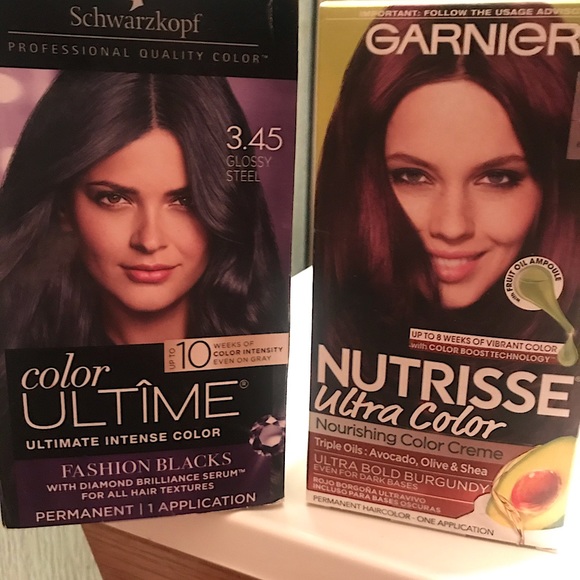 Schwarzkopf
PROFESSIONAL QUALITY COLOR™
3.45
GLOSSY
STEEL
UP TO 10 WEEKS OF
COLOR INTENSITY
EVEN ON GRAY
color
ULTÎME®
ULTIMATE INTENSE COLOR
FASHION BLACKS
WITH DIAMOND BRILLIANCE SERUM™
FOR ALL HAIR TEXTURES
PERMANENT | 1 APPLICATION
IMPORTANT: FOLLOW THE USAGE
GARNIER
with FRUIT OIL AMPOULE
UP TO 8 WEEKS OF VIBRANT COLOR
with COLOR BOOST TECHNOLOGY
NUTRISSE
Ultra Color
Nourishing Color Creme
Triple Oils : Avocado, Olive & Shea
ULTRA BOLD BURGUNDY
EVEN FOR DARK BASES
ROJO BORGOÑA ULTRAVIVO
INCLUSO PARA BASES OSCURAS
PERMANENT HAIRCOLOR - ONE APPLICATION